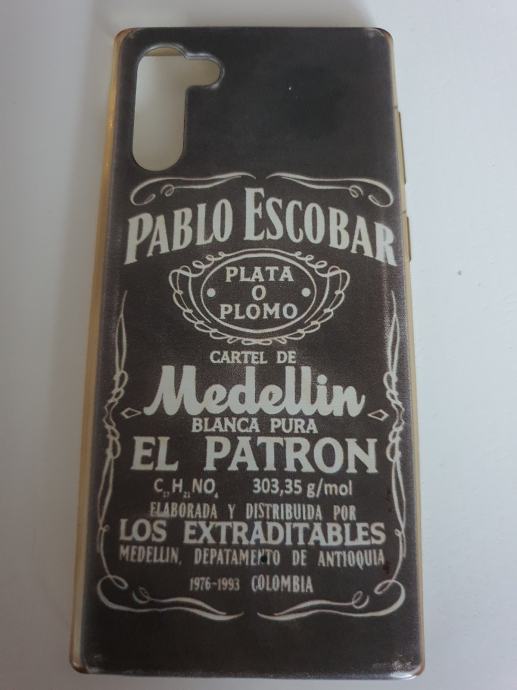 PABLO ESCOBAR
PLATA
O
PLOMO
CARTEL DE
Medellin
BLANCA PURA
EL PATRON
C₁₇H₂₁NO₄ 303,35 g/mol
ELABORADA Y DISTRIBUIDA POR
LOS EXTRADITABLES
MEDELLIN, DEPATAMENTO DE ANTIOQUIA
1976-1993 COLOMBIA